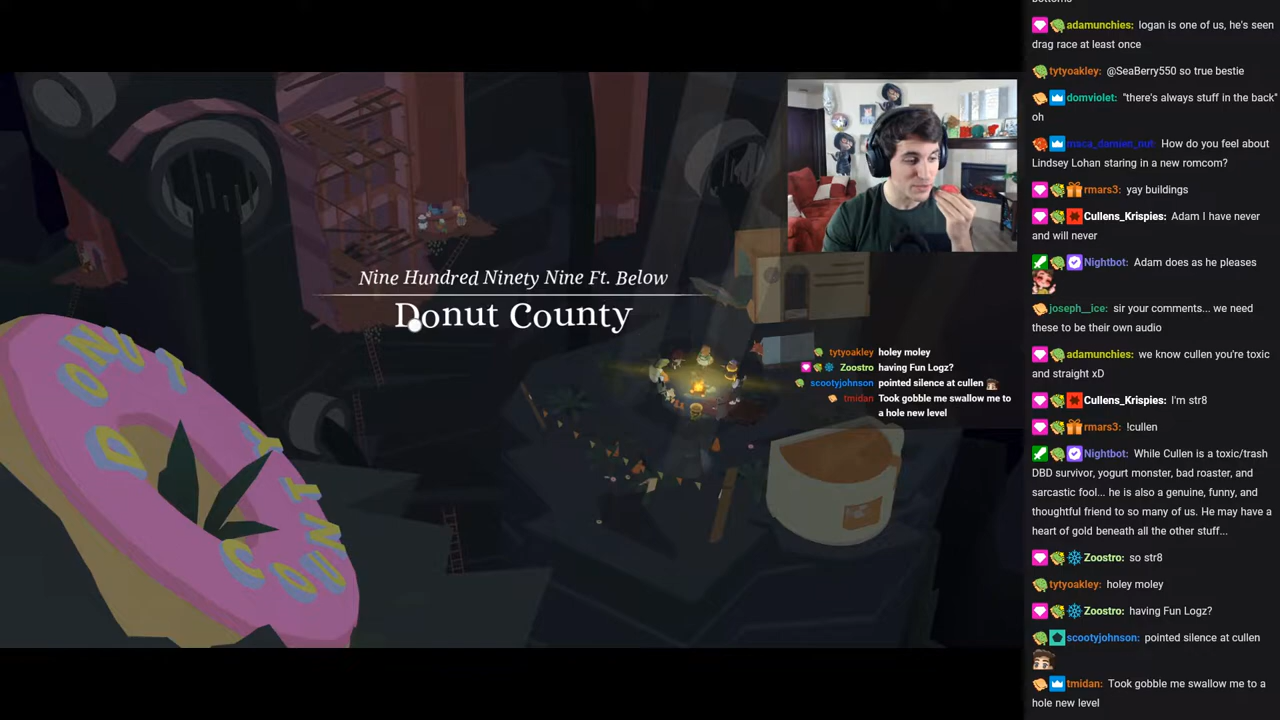 bottoms
adamunchies: logan is one of us, he's seen
drag race at least once
tytyoakley: @SeaBerry550 so true bestie
domviolet: "there's always stuff in the back"
oh
maca_damien_nut: How do you feel about
Lindsey Lohan staring in a new romcom?
rmars3: yay buildings
Cullens_Krispies: Adam I have never
and will never
Nightbot: Adam does as he pleases
joseph__ice: sir your comments... we need
these to be their own audio
adamunchies: we know cullen you're toxic
and straight xD
Cullens_Krispies: I'm str8
rmars3: !cullen
Nightbot: While Cullen is a toxic/trash
DBD survivor, yogurt monster, bad roaster, and
sarcastic fool... he is also a genuine, funny, and
thoughtful friend to so many of us. He may have a
heart of gold beneath all the other stuff...
Zoostro: so str8
tytyoakley: holey moley
Zoostro: having Fun Logz?
scootyjohnson: pointed silence at cullen
tmidan: Took gobble me swallow me to a
hole new level
Nine Hundred Ninety Nine Ft. Below
Donut County
tytyoakley holey moley
Zoostro having Fun Logz?
scootyjohnson pointed silence at cullen
tmidan Took gobble me swallow me to
a hole new level
DONUT COUNTY